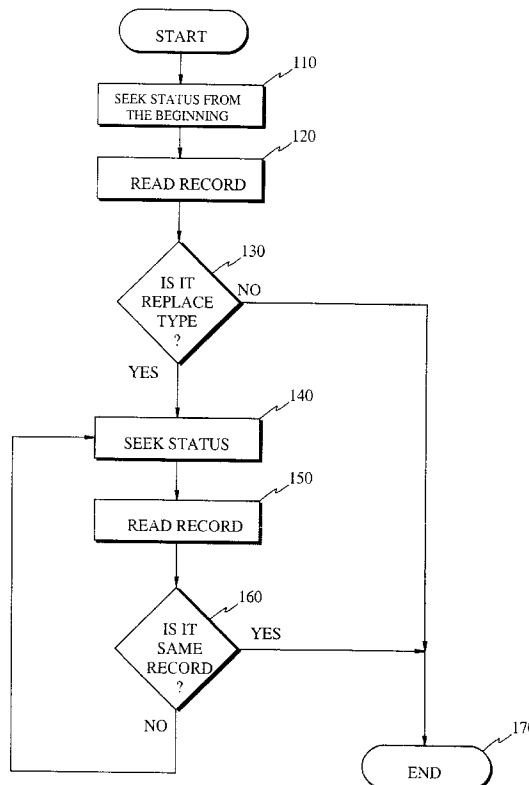 START
110
SEEK STATUS FROM
THE BEGINNING
120
READ RECORD
130
IS IT
REPLACE
TYPE
?
NO
YES
140
SEEK STATUS
150
READ RECORD
160
IS IT
SAME
RECORD
?
YES
NO
170
END